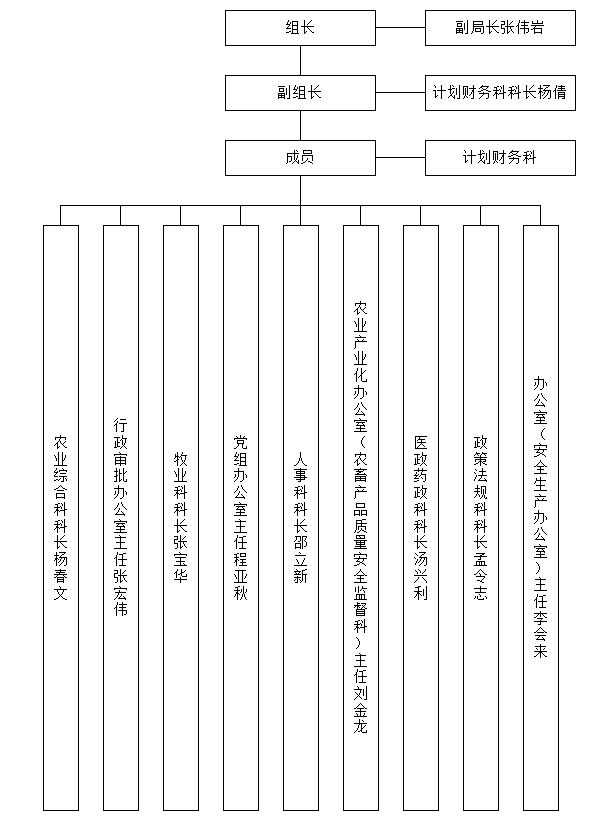 组长
副局长张伟岩
副组长
计划财务科科长杨倩
成员
计划财务科
农业综合科科长杨春文
行政审批办公室主任张宏伟
牧业科科长张宝华
党组办公室主任程亚秋
人事科科长邵立新
农业产业化办公室（农畜产品质量安全监督科）主任刘金龙
医政药政科科长汤兴利
政策法规科科长孟令志
办公室（安全生产办公室）主任李会来